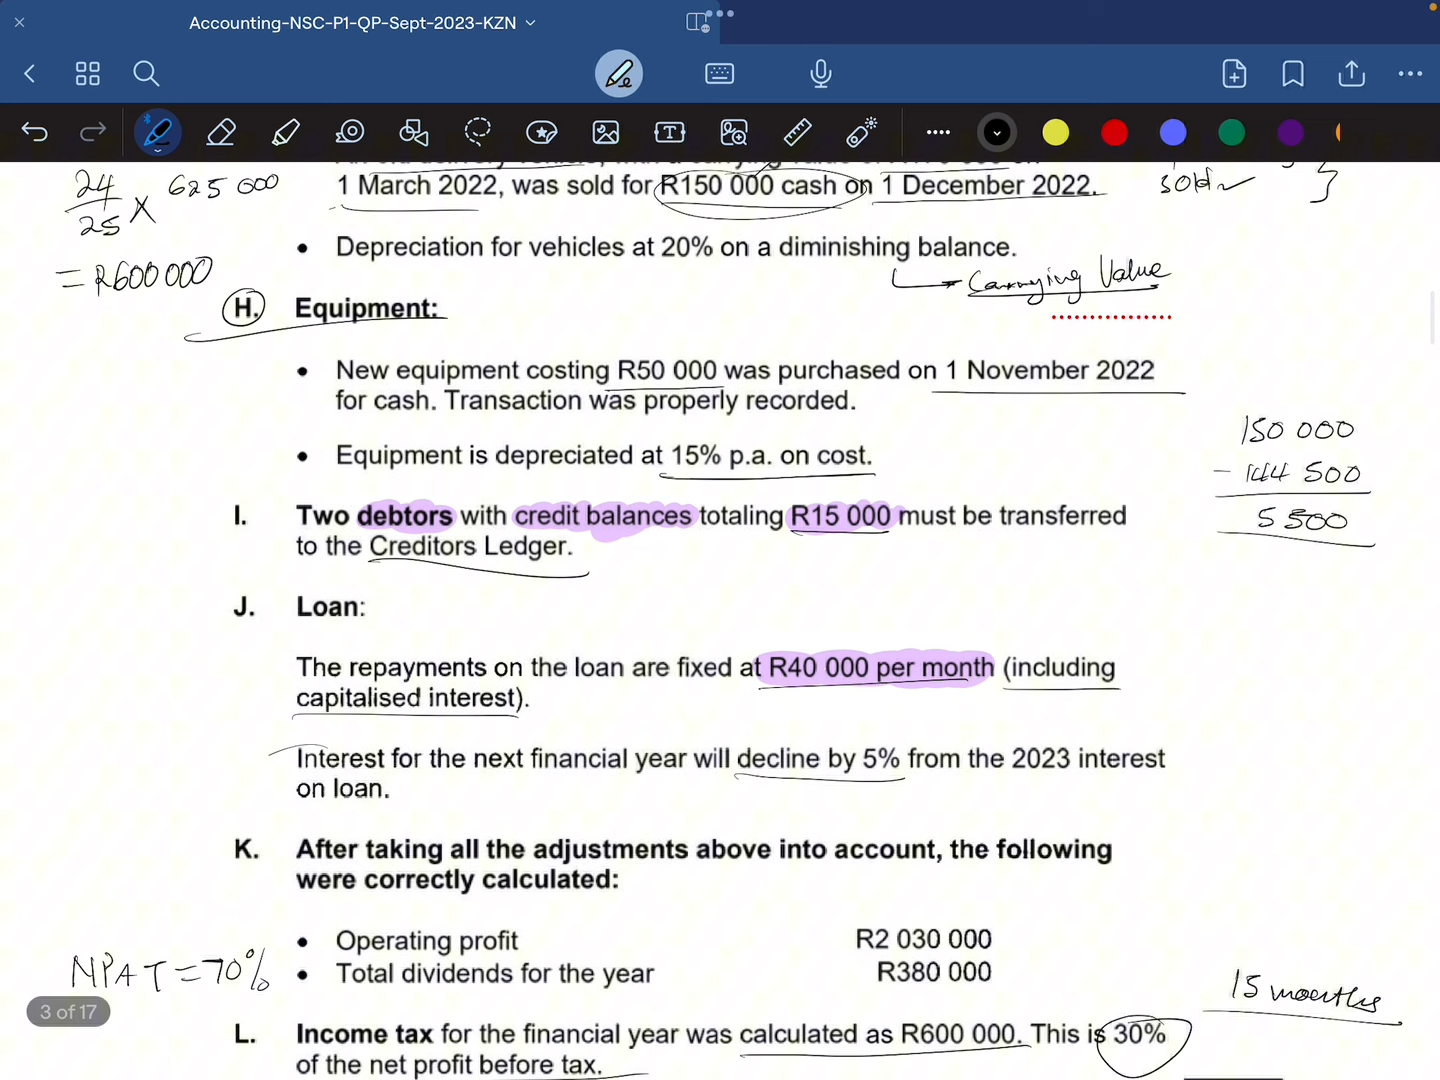 Accounting-NSC-P1-QP-Sept-2023-KZN
24
25 × 625 000
= R600 000
1 March 2022, was sold for R150 000 cash on 1 December 2022.
sold
• Depreciation for vehicles at 20% on a diminishing balance.
Carrying Value
H. Equipment:
• New equipment costing R50 000 was purchased on 1 November 2022
for cash. Transaction was properly recorded.
• Equipment is depreciated at 15% p.a. on cost.
150 000
- 144 500
5 500
I. Two debtors with credit balances totaling R15 000 must be transferred
to the Creditors Ledger.
J. Loan:
The repayments on the loan are fixed at R40 000 per month (including
capitalised interest).
Interest for the next financial year will decline by 5% from the 2023 interest
on loan.
K. After taking all the adjustments above into account, the following
were correctly calculated:
• Operating profit R2 030 000
• Total dividends for the year R380 000
NPAT = 70%
15 months
3 of 17
L. Income tax for the financial year was calculated as R600 000. This is 30%
of the net profit before tax.